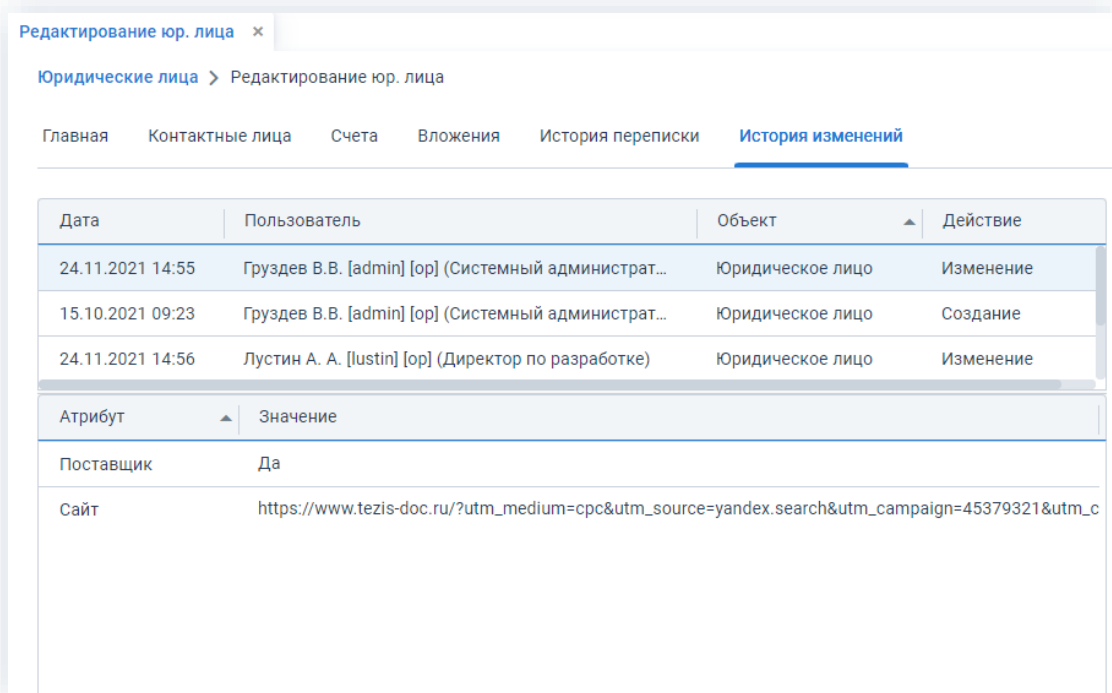 Редактирование юр. лица ×
Юридические лица > Редактирование юр. лица
Главная Контактные лица Счета Вложения История переписки История изменений
Дата Пользователь Объект Действие
24.11.2021 14:55 Груздев В.В. [admin] [op] (Системный администрат... Юридическое лицо Изменение
15.10.2021 09:23 Груздев В.В. [admin] [op] (Системный администрат... Юридическое лицо Создание
24.11.2021 14:56 Лустин А. А. [lustin] [op] (Директор по разработке) Юридическое лицо Изменение
Атрибут Значение
Поставщик Да
Сайт https://www.tezis-doc.ru/?utm_medium=cpc&utm_source=yandex.search&utm_campaign=45379321&utm_c